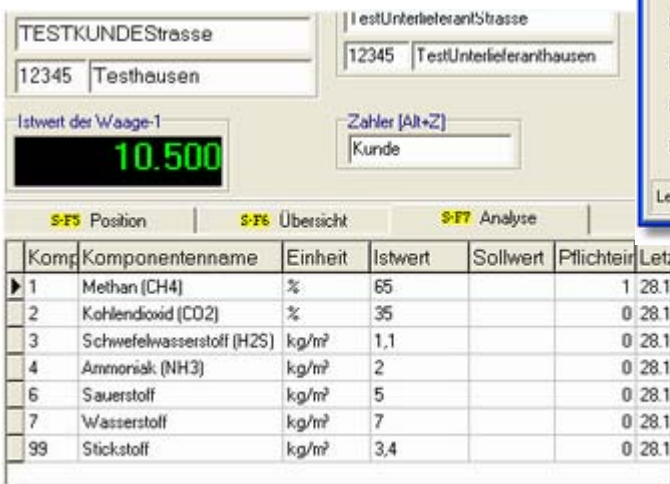 TESTKUNDEStrasse
12345 Testhausen
TestUnterlieferantStrasse
12345 TestUnterlieferanthausen
Istwert der Waage-1
10.500
Zahler [Alt+Z]
Kunde
S-F5 Position S-F6 Übersicht S-F7 Analyse
Komp Komponentenname Einheit Istwert Sollwert Pflichtein Letz
1 Methan (CH4) % 65 1 28.1
2 Kohlendioxid (CO2) % 35 0 28.1
3 Schwefelwasserstoff (H2S) kg/m³ 1,1 0 28.1
4 Ammoniak (NH3) kg/m³ 2 0 28.1
6 Sauerstoff kg/m³ 5 0 28.1
7 Wasserstoff kg/m³ 7 0 28.1
99 Stickstoff kg/m³ 3,4 0 28.1